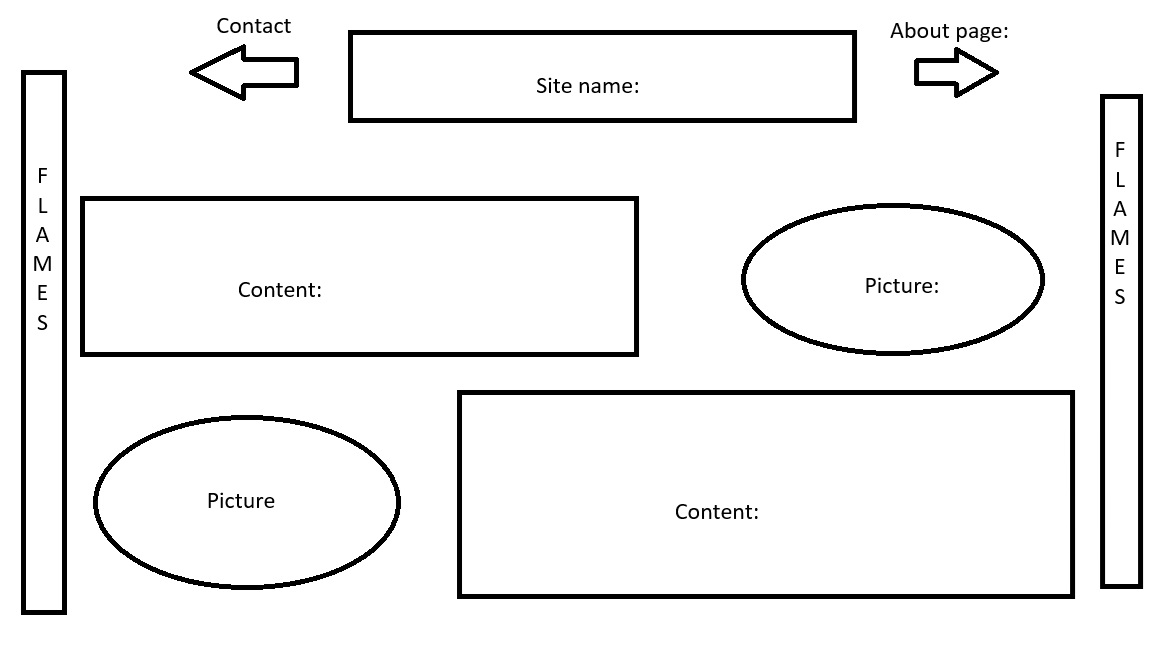 Contact
About page:
Site name:
F
L
A
M
E
S
F
L
A
M
E
S
Content:
Picture:
Picture
Content: